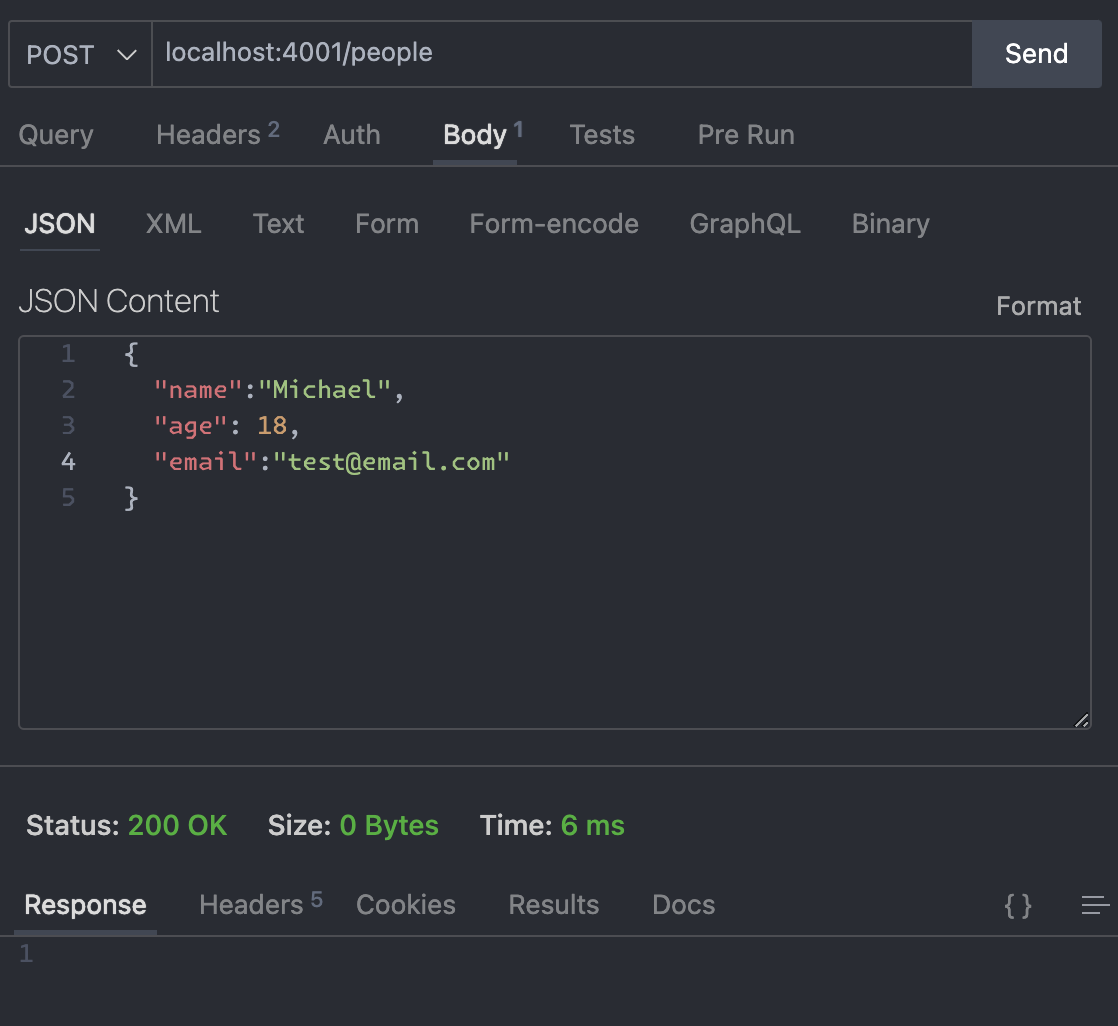 POST localhost:4001/people Send
Query Headers 2 Auth Body 1 Tests Pre Run
JSON XML Text Form Form-encode GraphQL Binary
JSON Content Format
1 {
2 "name":"Michael",
3 "age": 18,
4 "email":"test@email.com"
5 }
Status: 200 OK Size: 0 Bytes Time: 6 ms
Response Headers 5 Cookies Results Docs { }
1